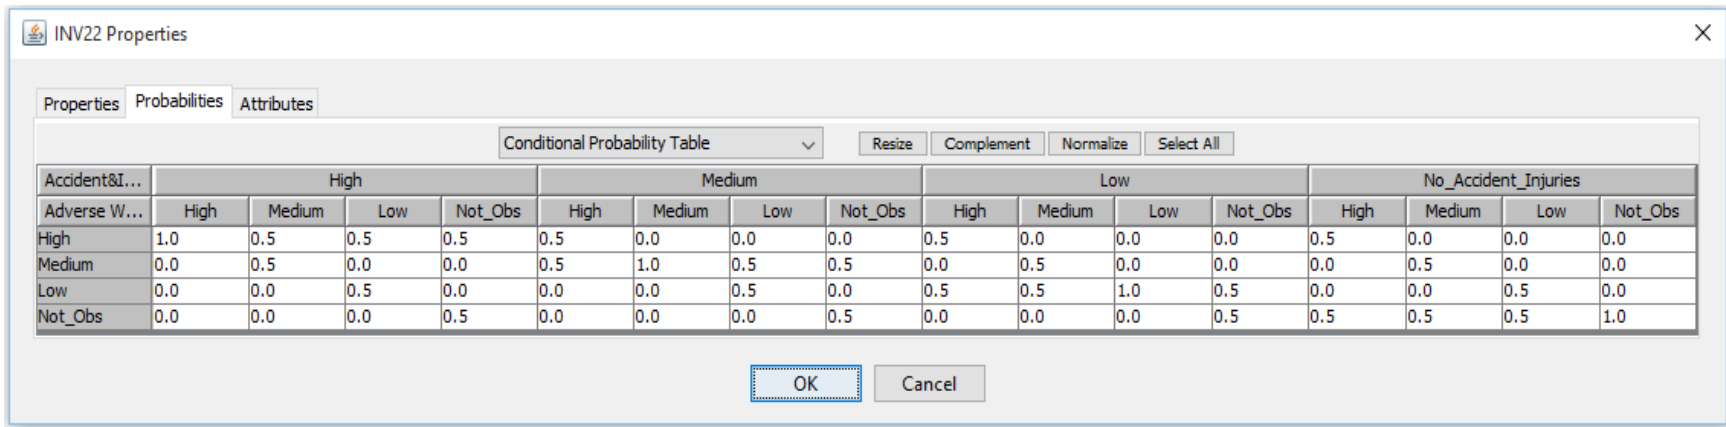 INV22 Properties
Properties Probabilities Attributes
Conditional Probability Table Resize Complement Normalize Select All
Accident&I... High Medium Low No_Accident_Injuries
Adverse W... High Medium Low Not_Obs High Medium Low Not_Obs High Medium Low Not_Obs High Medium Low Not_Obs
High 1.0 0.5 0.5 0.5 0.5 0.0 0.0 0.0 0.5 0.0 0.0 0.0 0.5 0.0 0.0 0.0
Medium 0.0 0.5 0.0 0.0 0.5 1.0 0.5 0.5 0.0 0.5 0.0 0.0 0.0 0.5 0.0 0.0
Low 0.0 0.0 0.5 0.0 0.0 0.0 0.5 0.0 0.5 0.5 1.0 0.5 0.0 0.0 0.5 0.0
Not_Obs 0.0 0.0 0.0 0.5 0.0 0.0 0.0 0.5 0.0 0.0 0.0 0.5 0.5 0.5 0.5 1.0
OK Cancel